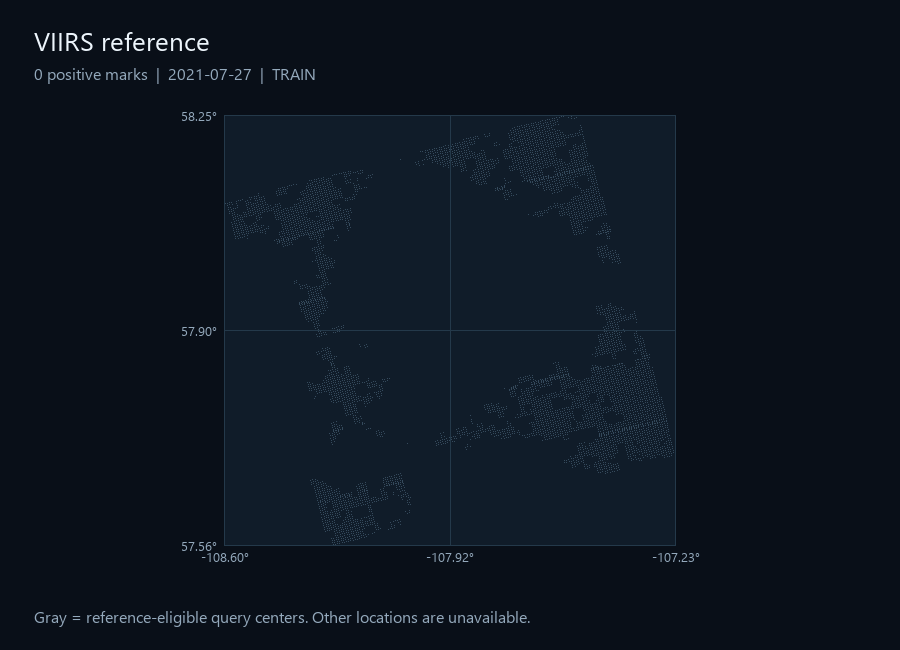 VIIRS reference
0 positive marks | 2021-07-27 | TRAIN
58.25°
57.90°
57.56°
-108.60°
-107.92°
-107.23°
Gray = reference-eligible query centers. Other locations are unavailable.